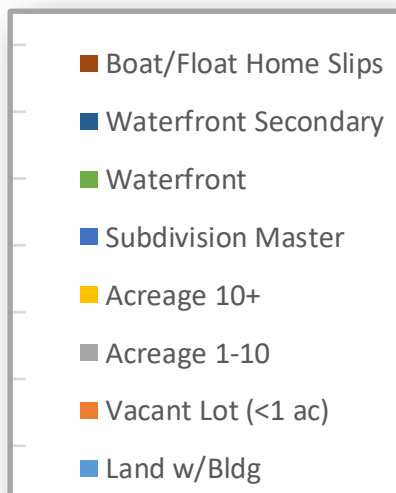 Boat/Float Home Slips
Waterfront Secondary
Waterfront
Subdivision Master
Acreage 10+
Acreage 1-10
Vacant Lot (<1 ac)
Land w/Bldg